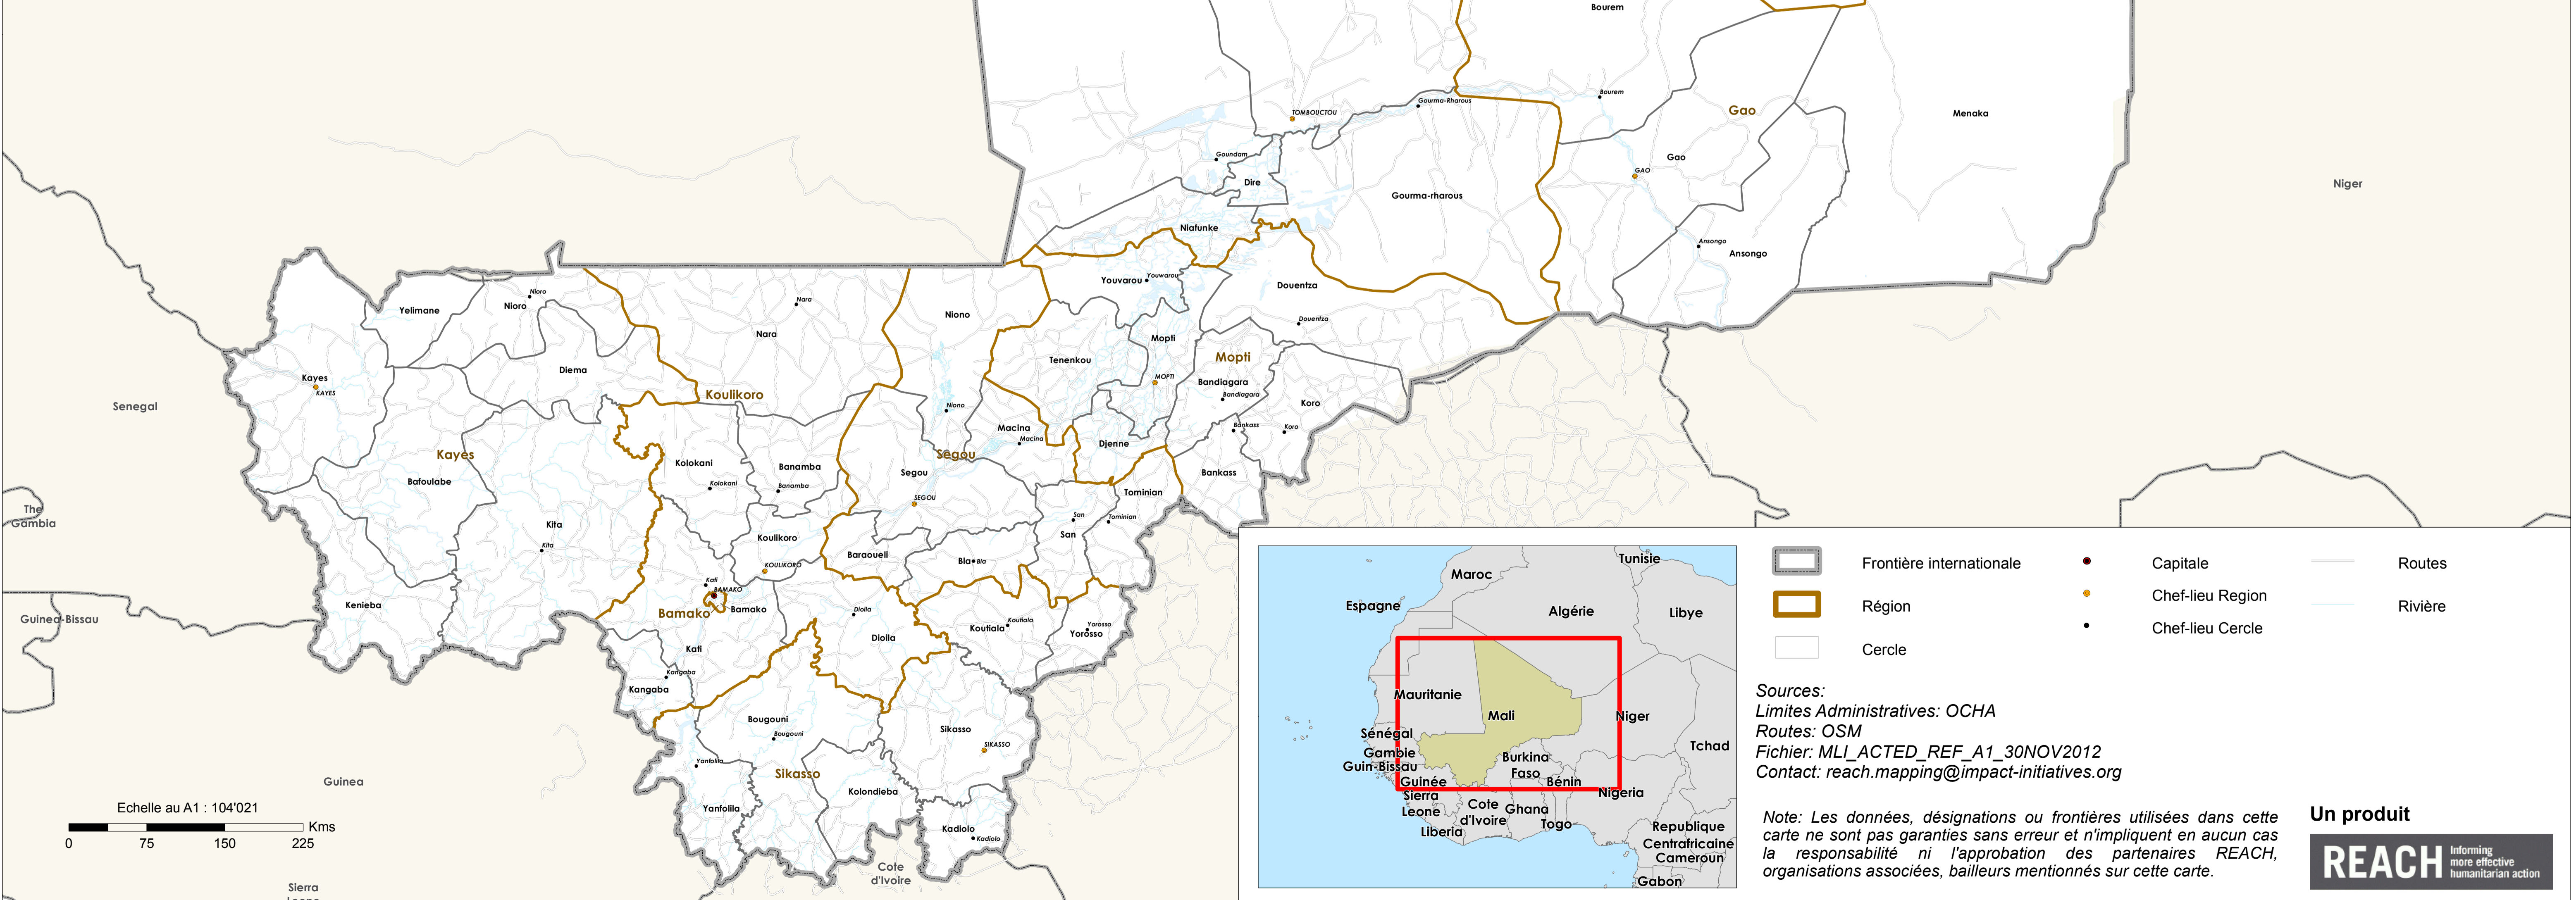 Bourem
Bourem
Gourma-Rharous
TOMBOUCTOU
Gao
Menaka
Goundam
Gao
GAO
Dire
Gourma-rharous
Niger
Niafunke
Ansongo
Ansongo
Youvarou
Youwarou
Douentza
Douentza
Yelimane
Nioro
Nioro
Nara
Nara
Niono
Niono
Mopti
Mopti
MOPTI
Tenenkou
Diema
Kayes
KAYES
Koulikoro
Bandiagara
Bandiagara
Koro
Koro
Senegal
Macina
Macina
Bankass
Bankass
Djenne
Kayes
Ségou
Segou
SEGOU
Kolokani
Kolokani
Banamba
Banamba
Bafoulabe
Tominian
Tominian
The
Gambia
Kita
Kita
San
San
Koulikoro
KOULIKORO
Baraoueli
Bla
Bla
Kati
BAMAKO
Bamako
Bamako
Kenieba
Guinea-Bissau
Dioila
Dioila
Koutiala
Koutiala
Yorosso
Yorosso
Kati
Kangaba
Kangaba
Bougouni
Bougouni
Sikasso
SIKASSO
Yanfolila
Yanfolila
Sikasso
Kolondieba
Guinea
Kadiolo
Kadiolo
Cote
d'Ivoire
Sierra
Echelle au A1 : 104'021
Kms
0 75 150 225
Tunisie
Maroc
Espagne
Algérie
Libye
Mauritanie
Mali
Niger
Tchad
Sénégal
Gambie
Guin-Bissau
Burkina
Faso
Guinée
Bénin
Nigeria
Sierra
Leone
Cote
d'Ivoire
Ghana
Togo
Liberia
Republique
Centrafricaine
Cameroun
Gabon
Frontière internationale
Région
Cercle
Capitale
Chef-lieu Region
Chef-lieu Cercle
Routes
Rivière
Sources:
Limites Administratives: OCHA
Routes: OSM
Fichier: MLI_ACTED_REF_A1_30NOV2012
Contact: reach.mapping@impact-initiatives.org
Note: Les données, désignations ou frontières utilisées dans cette
carte ne sont pas garanties sans erreur et n'impliquent en aucun cas
la responsabilité ni l'approbation des partenaires REACH,
organisations associées, bailleurs mentionnés sur cette carte.
Un produit
REACH
Informing
more effective
humanitarian action